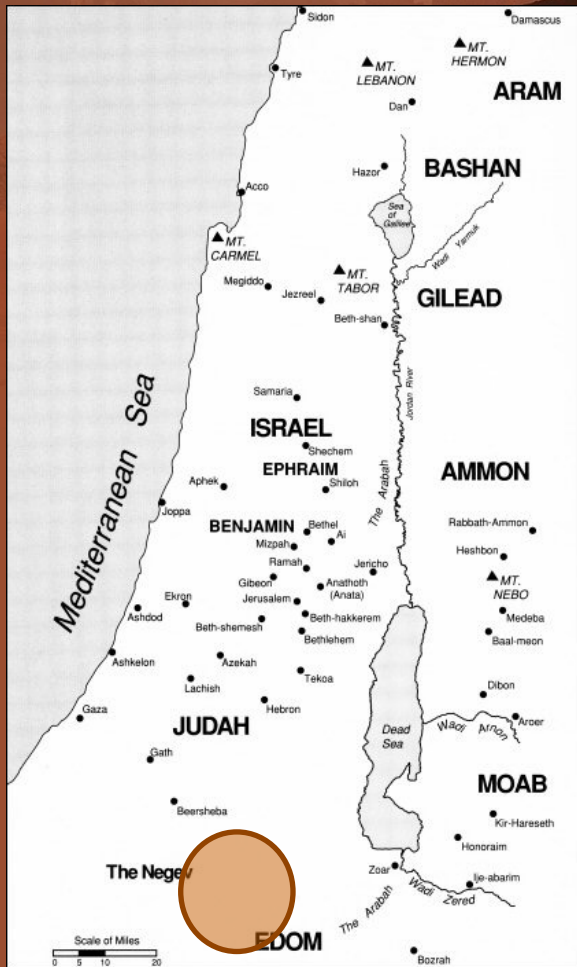 Sidon
Damascus
MT.
HERMON
MT.
LEBANON
Tyre
ARAM
Dan
Hazor
BASHAN
Acco
Sea
of
Galilee
Wadi Yarmuk
MT.
CARMEL
MT.
TABOR
Megiddo
Jezreel
GILEAD
Beth-shan
Mediterranean Sea
Jordan River
Samaria
ISRAEL
Shechem
EPHRAIM
AMMON
Aphek
Shiloh
The Arabah
Joppa
BENJAMIN
Bethel
Rabbath-Ammon
Mizpah
Ai
Heshbon
Ramah
Jericho
MT.
NEBO
Gibeon
Anathoth
(Anata)
Ekron
Jerusalem
Ashdod
Beth-hakkerem
Medeba
Beth-shemesh
Bethlehem
Baal-meon
Ashkelon
Azekah
Tekoa
Lachish
Hebron
Dibon
Gaza
JUDAH
Dead
Sea
Wadi Arnon
Aroer
Gath
MOAB
Beersheba
Kir-Hareseth
Honoraim
The Negev
Zoar
Ije-abarim
Wadi Zered
The Arabah
EDOM
Scale of Miles
0 5 10 20
Bozrah